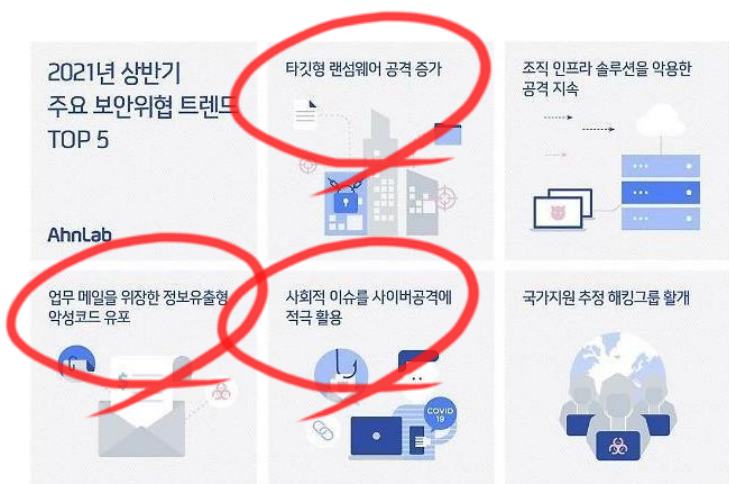 2021년 상반기
주요 보안위협 트렌드
TOP 5
AhnLab
타깃형 랜섬웨어 공격 증가
조직 인프라 솔루션을 악용한
공격 지속
업무 메일을 위장한 정보유출형
악성코드 유포
사회적 이슈를 사이버공격에
적극 활용
COVID
19
국가지원 추정 해킹그룹 활개